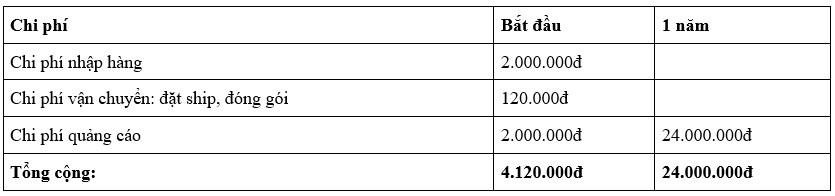 Chi phí Bắt đầu 1 năm
Chi phí nhập hàng 2.000.000đ
Chi phí vận chuyển: đặt ship, đóng gói 120.000đ
Chi phí quảng cáo 2.000.000đ 24.000.000đ
Tổng cộng: 4.120.000đ 24.000.000đ